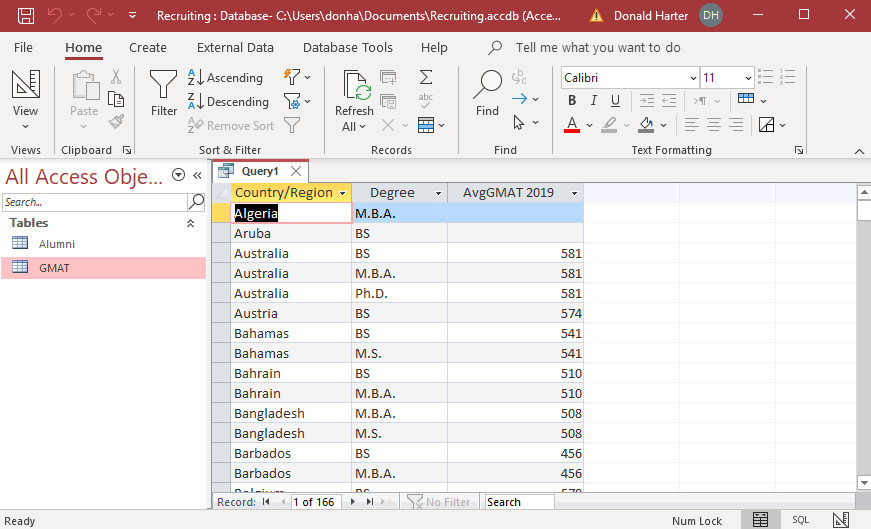 Recruiting : Database- C:\Users\donha\Documents\Recruiting.accdb (Acce... Donald Harter DH
File Home Create External Data Database Tools Help Tell me what you want to do
View
Views
Paste
Clipboard
Filter
Ascending
Descending
Remove Sort
Sort & Filter
Refresh
All
Records
Find
Find
Calibri 11
B I U
A
Text Formatting
All Access Obje...
Search...
Tables
Alumni
GMAT
Query1
Country/Region Degree AvgGMAT 2019
Algeria M.B.A.
Aruba BS
Australia BS 581
Australia M.B.A. 581
Australia Ph.D. 581
Austria BS 574
Bahamas BS 541
Bahamas M.S. 541
Bahrain BS 510
Bahrain M.B.A. 510
Bangladesh M.B.A. 508
Bangladesh M.S. 508
Barbados BS 456
Barbados M.B.A. 456
Record: 1 of 166 No Filter Search
Ready Num Lock SQL